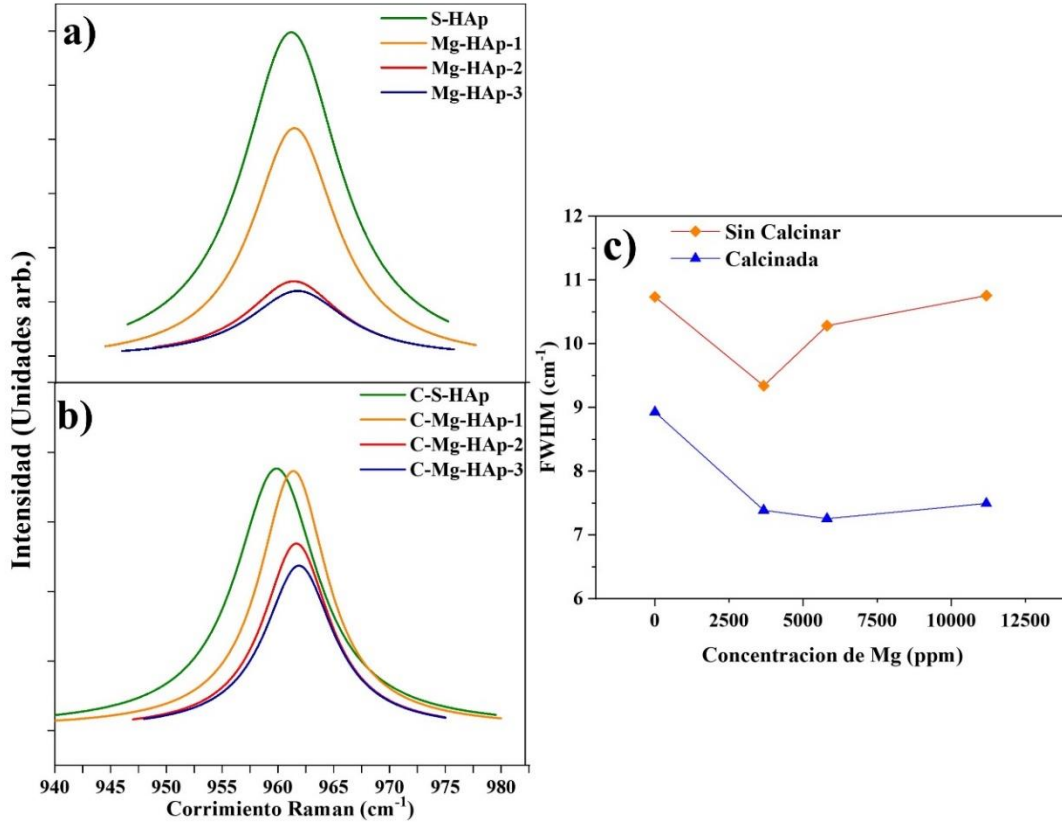 a)
S-HAp
Mg-HAp-1
Mg-HAp-2
Mg-HAp-3
b)
C-S-HAp
C-Mg-HAp-1
C-Mg-HAp-2
C-Mg-HAp-3
Intensidad (Unidades arb.)
940 945 950 955 960 965 970 975 980
Corrimiento Raman (cm-1)
c)
Sin Calcinar
Calcinada
12
11
10
9
8
7
6
FWHM (cm-1)
0 2500 5000 7500 10000 12500
Concentracion de Mg (ppm)